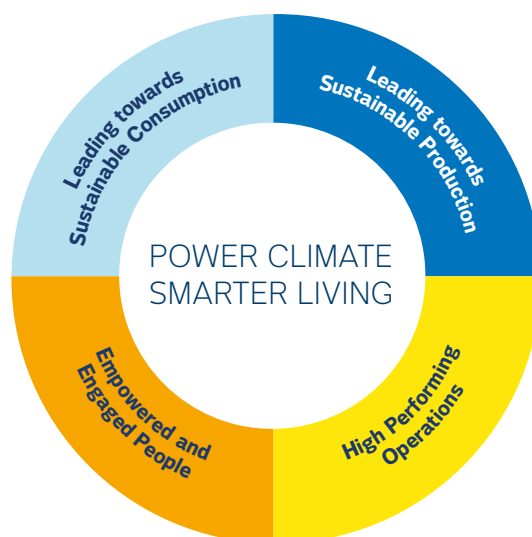 Leading towards
Sustainable Consumption
Leading towards
Sustainable Production
POWER CLIMATE
SMARTER LIVING
Empowered and
Engaged People
High Performing
Operations